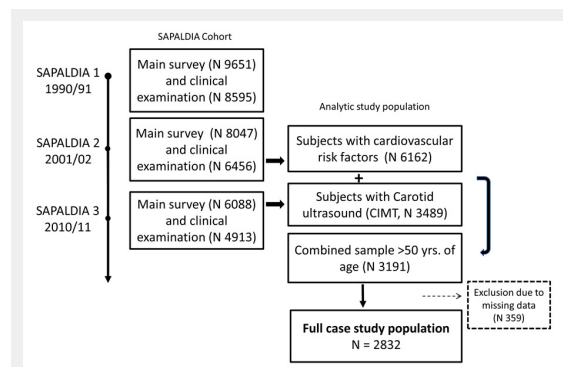 SAPALDIA Cohort
SAPALDIA 1
1990/91
Main survey (N 9651)
and clinical
examination (N 8595)
Analytic study population
SAPALDIA 2
2001/02
Main survey (N 8047)
and clinical
examination (N 6456)
Subjects with cardiovascular
risk factors (N 6162)
+
SAPALDIA 3
2010/11
Main survey (N 6088)
and clinical
examination (N 4913)
Subjects with Carotid
ultrasound (CIMT, N 3489)
Combined sample >50 yrs. of
age (N 3191)
Exclusion due to
missing data
(N 359)
Full case study population
N = 2832